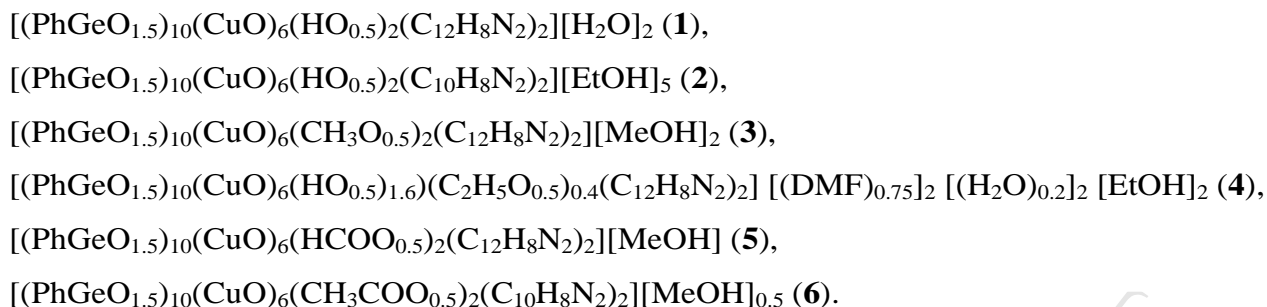 [(PhGeO₁.₅)₁₀(CuO)₆(HO₀.₅)₂(C₁₂H₈N₂)₂][H₂O]₂ (1),
[(PhGeO₁.₅)₁₀(CuO)₆(HO₀.₅)₂(C₁₀H₈N₂)₂][EtOH]₅ (2),
[(PhGeO₁.₅)₁₀(CuO)₆(CH₃O₀.₅)₂(C₁₂H₈N₂)₂][MeOH]₂ (3),
[(PhGeO₁.₅)₁₀(CuO)₆(HO₀.₅)₁.₆)(C₂H₅O₀.₅)₀.₄(C₁₂H₈N₂)₂] [(DMF)₀.₇₅]₂ [(H₂O)₀.₂]₂ [EtOH]₂ (4),
[(PhGeO₁.₅)₁₀(CuO)₆(HCOO₀.₅)₂(C₁₂H₈N₂)₂][MeOH] (5),
[(PhGeO₁.₅)₁₀(CuO)₆(CH₃COO₀.₅)₂(C₁₀H₈N₂)₂][MeOH]₀.₅ (6).